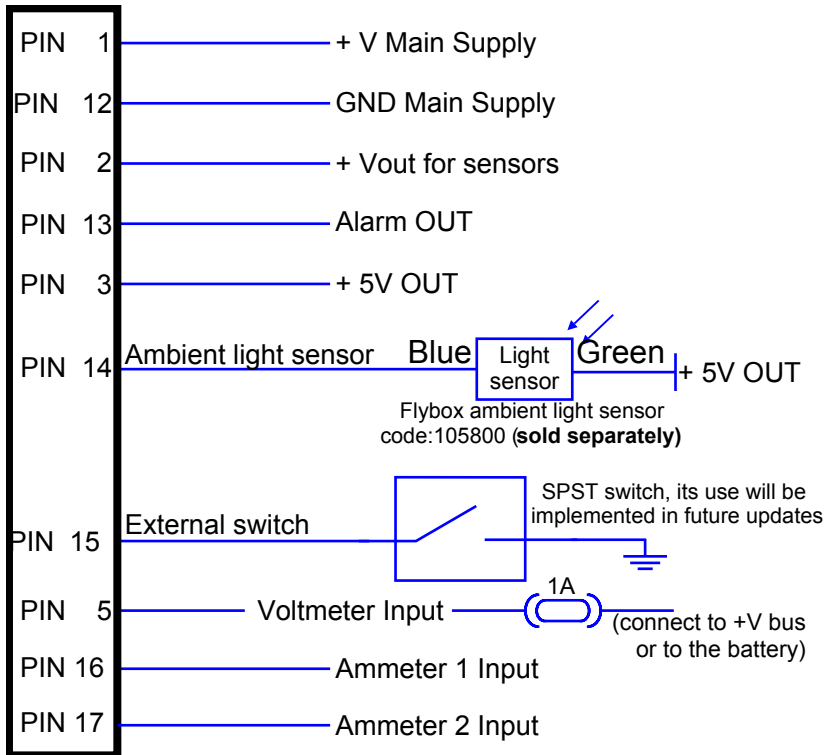 PIN 1 + V Main Supply
PIN 12 GND Main Supply
PIN 2 + Vout for sensors
PIN 13 Alarm OUT
PIN 3 + 5V OUT
PIN 14 Ambient light sensor Blue Light sensor Green + 5V OUT
Flybox ambient light sensor
code:105800 (sold separately)
PIN 15 External switch
SPST switch, its use will be
implemented in future updates
PIN 5 Voltmeter Input 1A
(connect to +V bus
or to the battery)
PIN 16 Ammeter 1 Input
PIN 17 Ammeter 2 Input